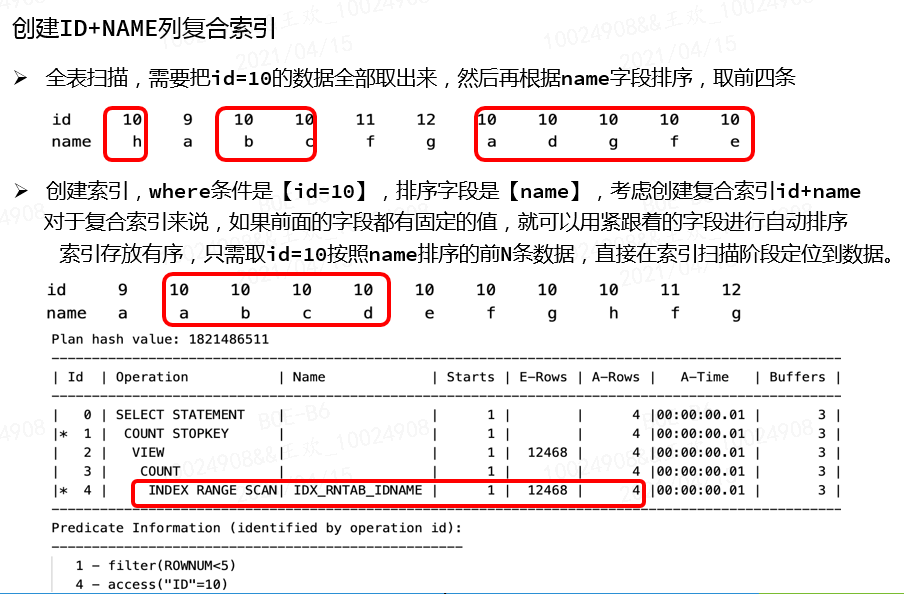 创建ID+NAME列复合索引
➢ 全表扫描，需要把id=10的数据全部取出来，然后再根据name字段排序，取前四条
id 10 9 10 10 11 12 10 10 10 10 10
name h a b c f g a d g f e
➢ 创建索引，where条件是【id=10】，排序字段是【name】，考虑创建复合索引id+name
对于复合索引来说，如果前面的字段都有固定的值，就可以用紧跟着的字段进行自动排序
索引存放有序，只需取id=10按照name排序的前N条数据，直接在索引扫描阶段定位到数据。
id 9 10 10 10 10 10 10 10 10 11 12
name a a b c d e f g h f g
Plan hash value: 1821486511
| Id | Operation | Name | Starts | E-Rows | A-Rows | A-Time | Buffers |
| 0 | SELECT STATEMENT | | 1 | | 4 |00:00:00.01 | 3 |
|* 1 | COUNT STOPKEY | | 1 | | 4 |00:00:00.01 | 3 |
| 2 | VIEW | | 1 | 12468 | 4 |00:00:00.01 | 3 |
| 3 | COUNT | | 1 | | 4 |00:00:00.01 | 3 |
|* 4 | INDEX RANGE SCAN| IDX_RNTAB_IDNAME | 1 | 12468 | 4 |00:00:00.01 | 3 |
Predicate Information (identified by operation id):
1 - filter(ROWNUM<5)
4 - access("ID"=10)